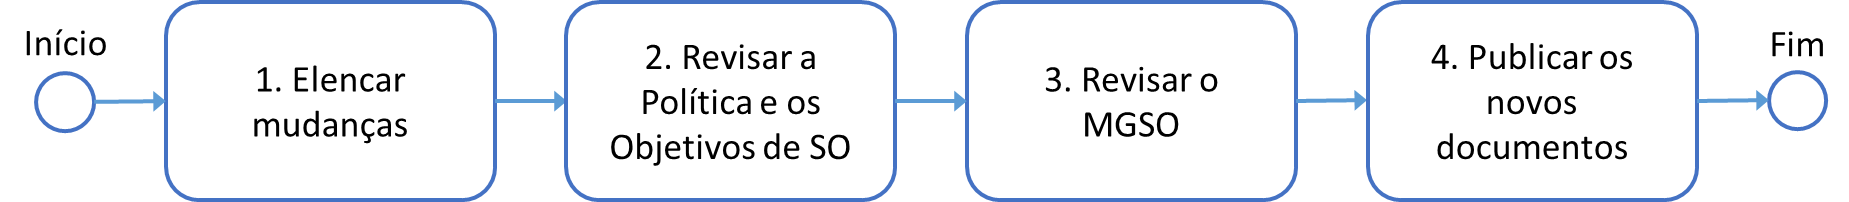 Início
1. Elencar
mudanças
2. Revisar a
Política e os
Objetivos de SO
3. Revisar o
MGSO
4. Publicar os
novos
documentos
Fim